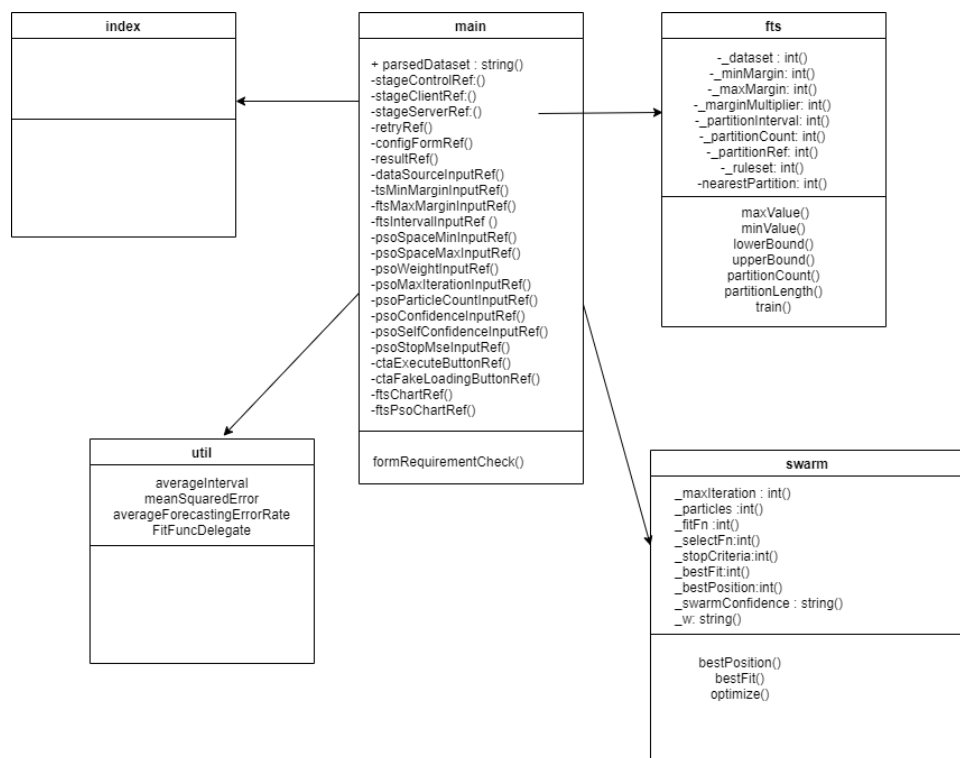 index
main
+ parsedDataset : string()
-stageControlRef:()
-stageClientRef:()
-stageServerRef:()
-retryRef()
-configFormRef()
-resultRef()
-dataSourceInputRef()
-tsMinMarginInputRef()
-ftsMaxMarginInputRef()
-ftsIntervalInputRef ()
-psoSpaceMinInputRef()
-psoSpaceMaxInputRef()
-psoWeightInputRef()
-psoMaxIterationInputRef()
-psoParticleCountInputRef()
-psoConfidenceInputRef()
-psoSelfConfidenceInputRef()
-psoStopMseInputRef()
-ctaExecuteButtonRef()
-ctaFakeLoadingButtonRef()
-ftsChartRef()
-ftsPsoChartRef()
formRequirementCheck()
fts
-_dataset : int()
-_minMargin: int()
-_maxMargin: int()
-_marginMultiplier: int()
-_partitionInterval: int()
-_partitionCount: int()
-_partitionRef: int()
-_ruleset: int()
-nearestPartition: int()
maxValue()
minValue()
lowerBound()
upperBound()
partitionCount()
partitionLength()
train()
util
averageInterval
meanSquaredError
averageForecastingErrorRate
FitFuncDelegate
swarm
_maxIteration : int()
_particles :int()
_fitFn :int()
_selectFn:int()
_stopCriteria:int()
_bestFit:int()
_bestPosition:int()
_swarmConfidence : string()
_w: string()
bestPosition()
bestFit()
optimize()